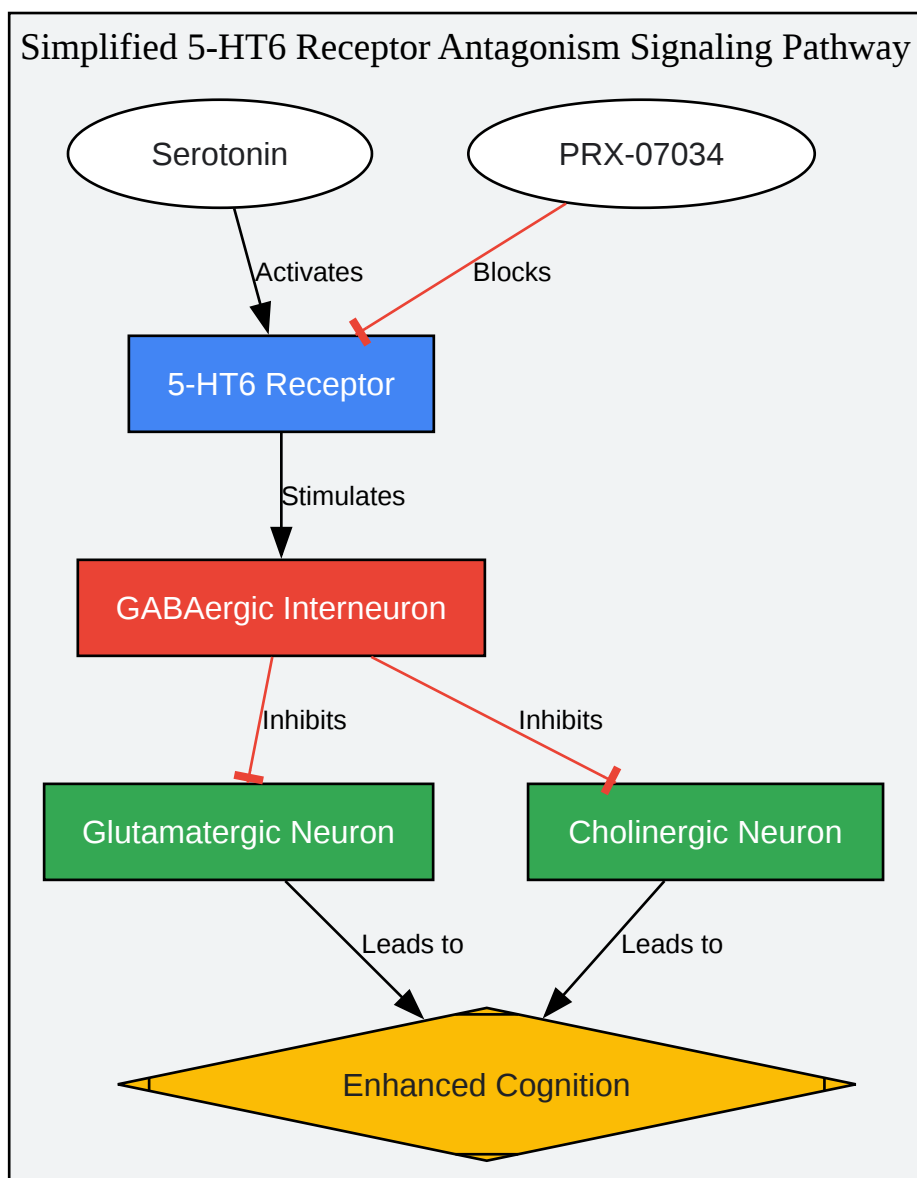 Simplified 5-HT6 Receptor Antagonism Signaling Pathway
Serotonin
PRX-07034
Activates
Blocks
5-HT6 Receptor
Stimulates
GABAergic Interneuron
Inhibits
Inhibits
Glutamatergic Neuron
Cholinergic Neuron
Leads to
Leads to
Enhanced Cognition